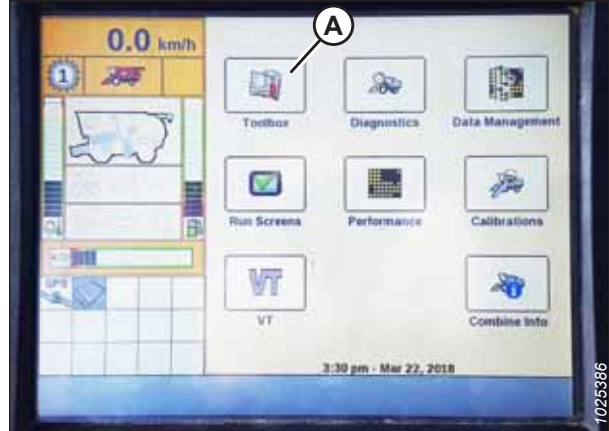 A
0.0 km/h
1
Toolbox
Diagnostics
Data Management
Run Screens
Performance
Calibrations
GPS
VT
VT
Combine Info
3:30 pm - Mar 22, 2018
1025386